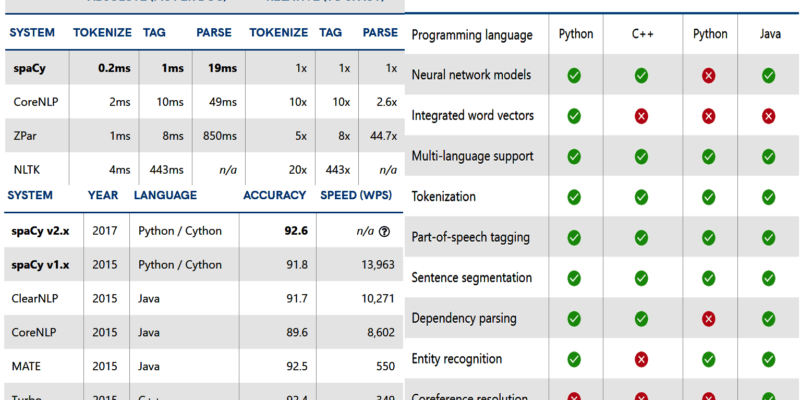 SYSTEM TOKENIZE TAG PARSE TOKENIZE TAG PARSE
spaCy 0.2ms 1ms 19ms 1x 1x 1x
CoreNLP 2ms 10ms 49ms 10x 10x 2.6x
ZPar 1ms 8ms 850ms 5x 8x 44.7x
NLTK 4ms 443ms n/a 20x 443x n/a
SYSTEM YEAR LANGUAGE ACCURACY SPEED (WPS)
spaCy v2.x 2017 Python / Cython 92.6 n/a ?
spaCy v1.x 2015 Python / Cython 91.8 13,963
ClearNLP 2015 Java 91.7 10,271
CoreNLP 2015 Java 89.6 8,602
MATE 2015 Java 92.5 550
Turbo 2015 C++ 92.4 349
Programming language Python C++ Python Java
Neural network models
Integrated word vectors
Multi-language support
Tokenization
Part-of-speech tagging
Sentence segmentation
Dependency parsing
Entity recognition
Coreference resolution